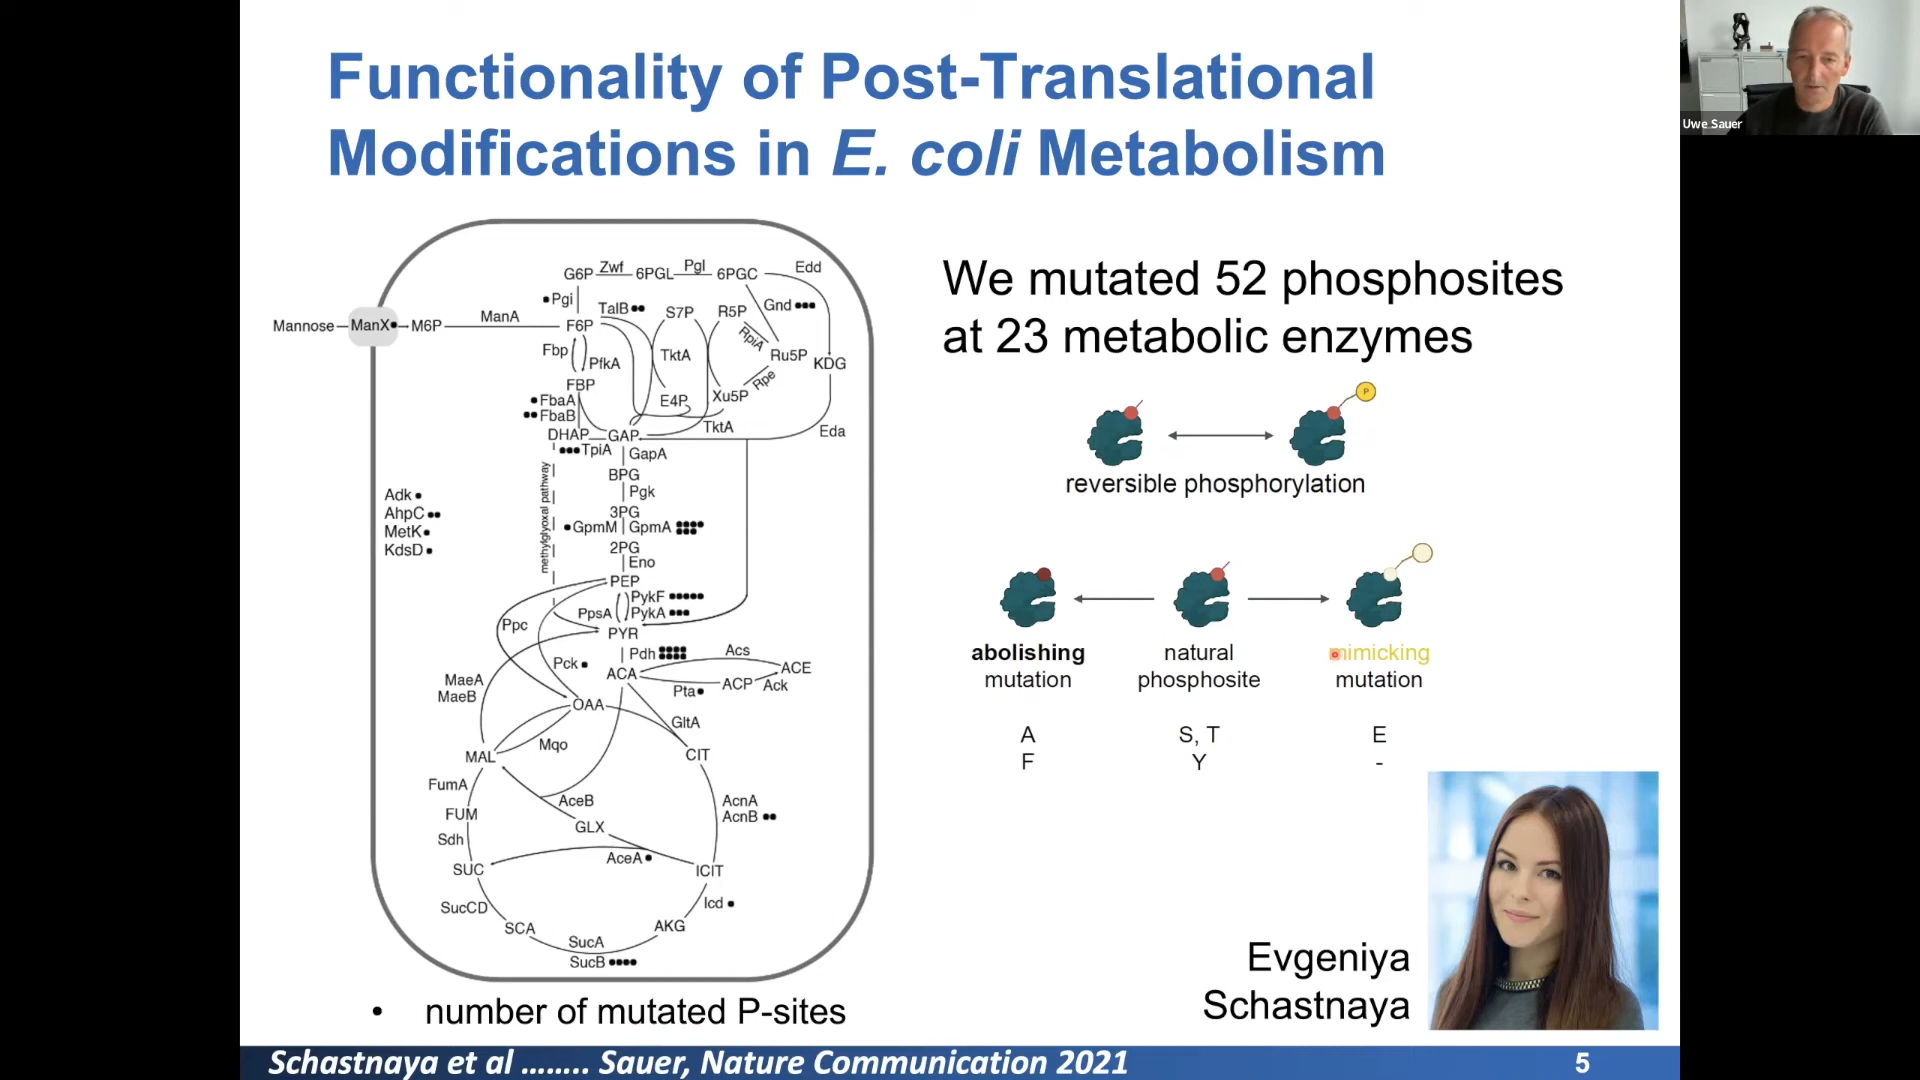 Functionality of Post-Translational
Modifications in E. coli Metabolism
Uwe Sauer
We mutated 52 phosphosites
at 23 metabolic enzymes
P
reversible phosphorylation
abolishing
mutation
natural
phosphosite
mimicking
mutation
A
S, T
E
F
Y
-
Evgeniya
Schastnaya
G6P
Zwf
6PGL
Pgl
6PGC
Edd
•Pgi
TalB••
S7P
R5P
Gnd•••
Mannose
ManX•
M6P
ManA
F6P
RpiA
Fbp
PfkA
TktA
Ru5P
KDG
FBP
Rpe
•FbaA
••FbaB
E4P
Xu5P
DHAP
GAP
TktA
Eda
•••TpiA
GapA
methylglyoxal pathway
BPG
Pgk
Adk•
AhpC••
MetK•
KdsD•
3PG
•GpmM
GpmA•••••••
2PG
Eno
PEP
PykF•••••
PpsA
PykA•••
Ppc
PYR
Pdh••••••••
Acs
Pck•
ACA
ACE
MaeA
MaeB
Pta•
ACP
Ack
OAA
GltA
Mqo
MAL
CIT
FumA
AceB
AcnA
AcnB••
FUM
GLX
Sdh
AceA•
SUC
ICIT
Icd•
SucCD
SCA
AKG
SucA
SucB••••
• number of mutated P-sites
Schastnaya et al …….. Sauer, Nature Communication 2021
5